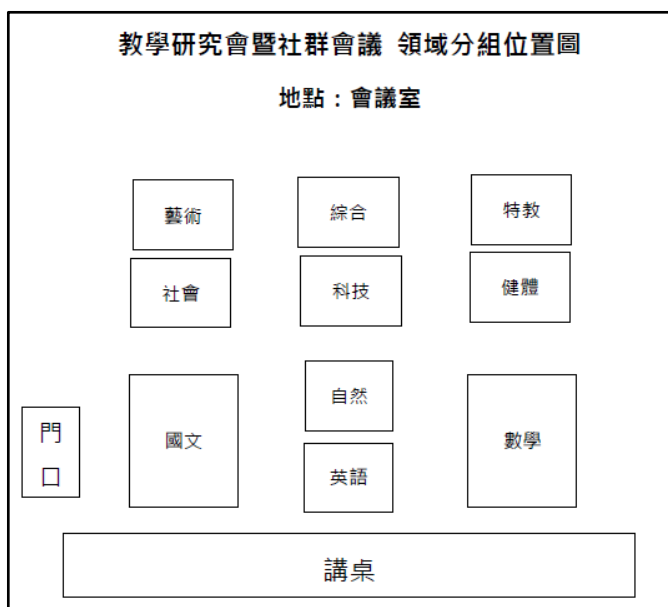 教學研究會暨社群會議 領域分組位置圖
地點：會議室
藝術
綜合
特教
社會
科技
健體
自然
門
口
國文
數學
英語
講桌